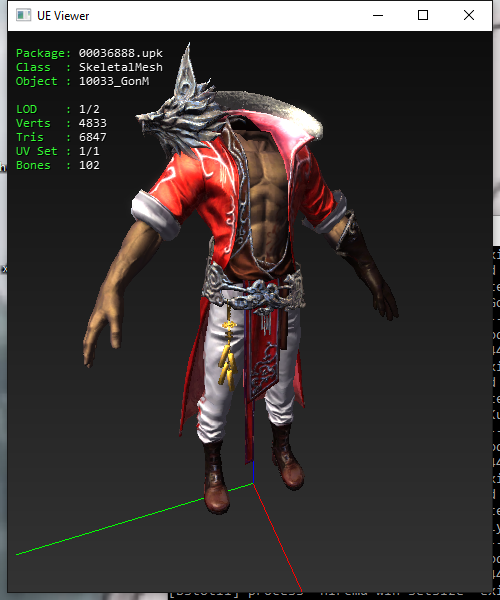 UE Viewer
Package: 00036888.upk
Class  : SkeletalMesh
Object : 10033_GonM
LOD    : 1/2
Verts  : 4833
Tris   : 6847
UV Set : 1/1
Bones  : 102